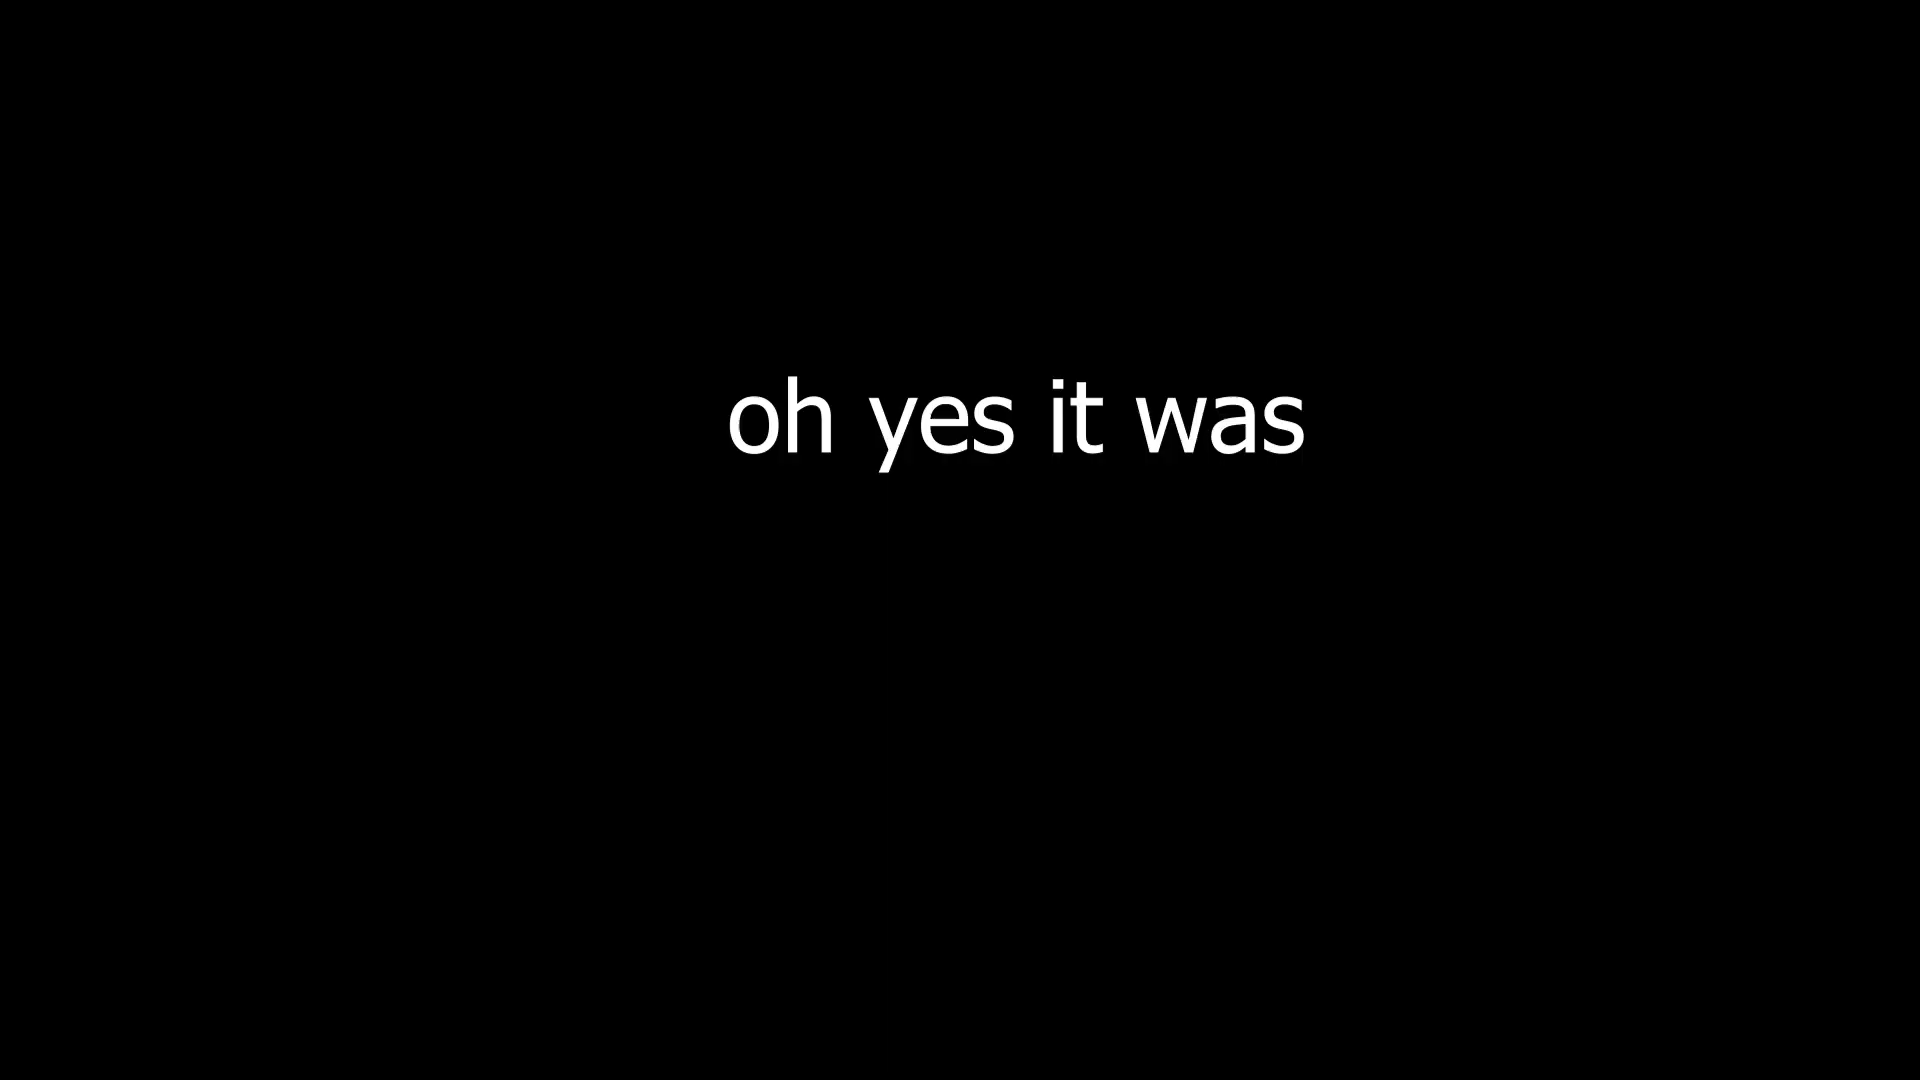 oh yes it was